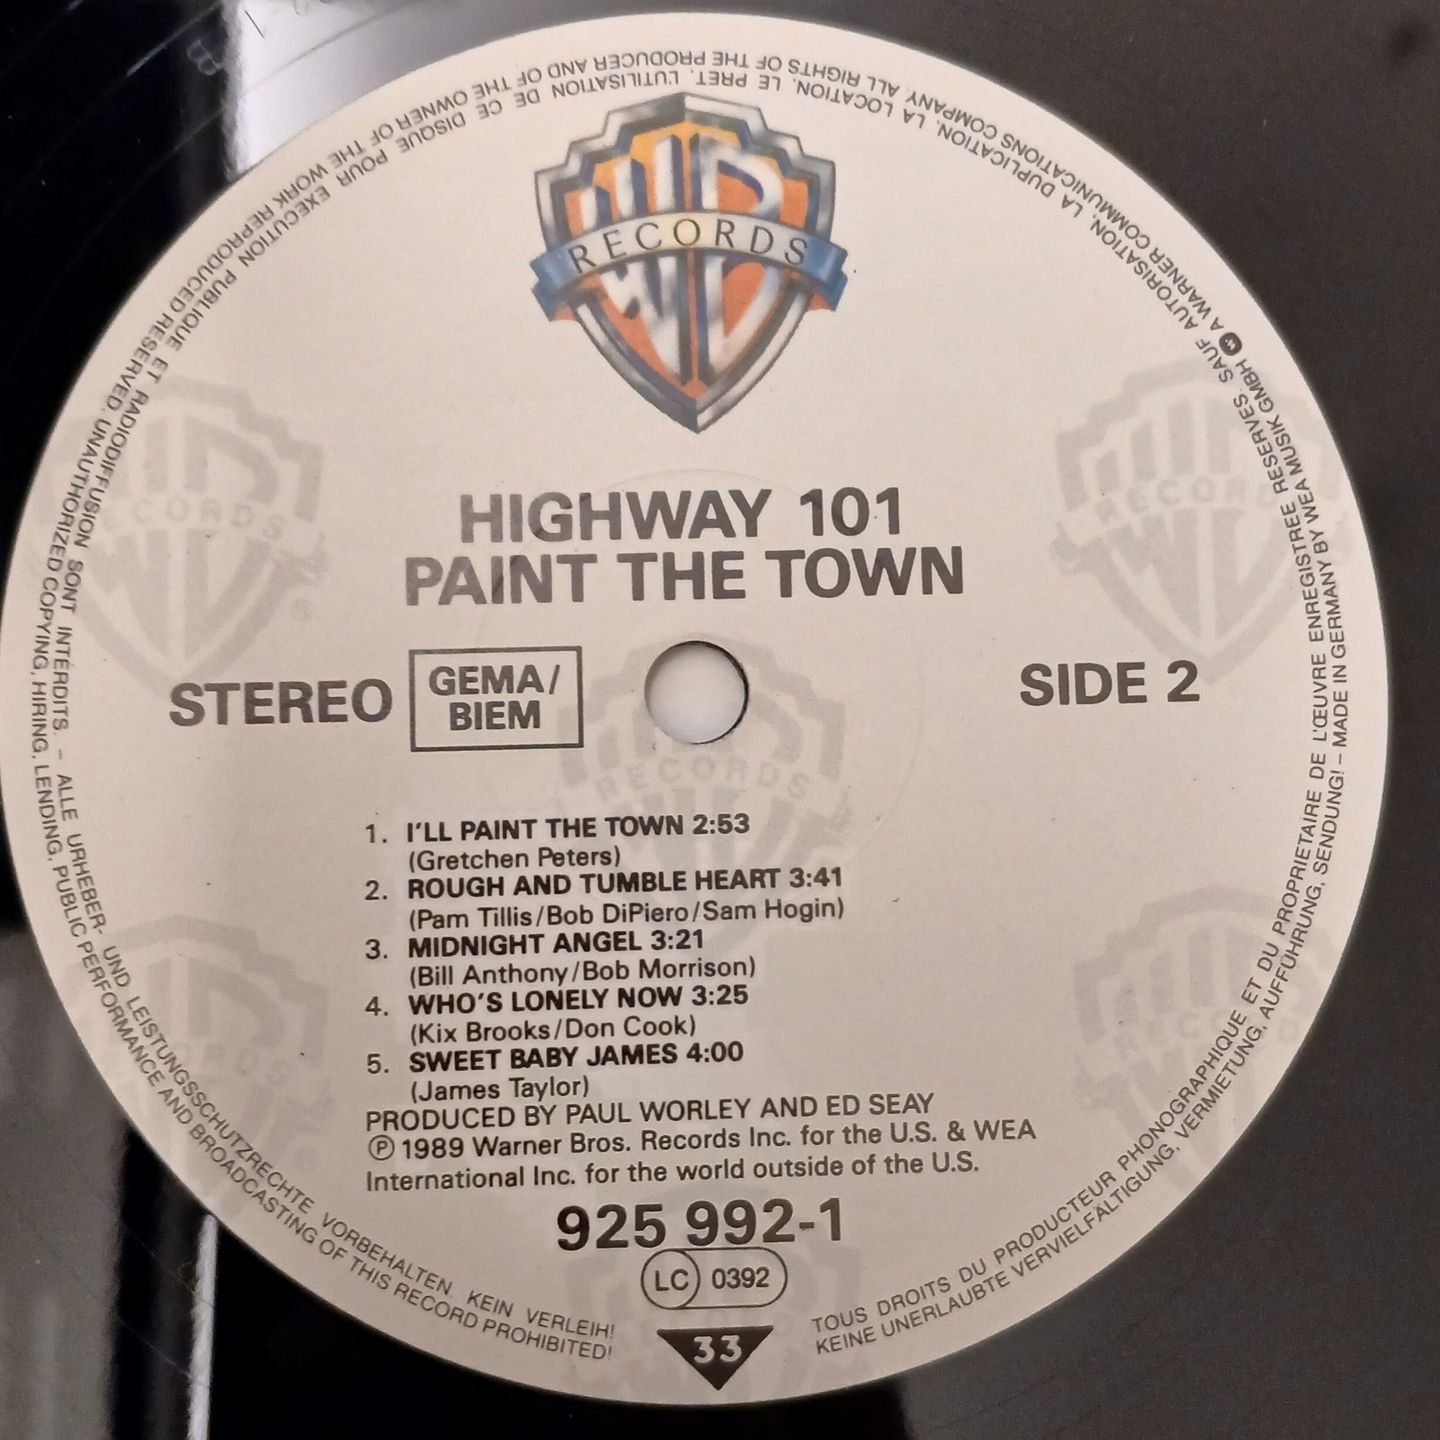 RECORDS
HIGHWAY 101
PAINT THE TOWN
STEREO
GEMA/
BIEM
SIDE 2
1. I'LL PAINT THE TOWN 2:53
(Gretchen Peters)
2. ROUGH AND TUMBLE HEART 3:41
(Pam Tillis/Bob DiPiero/Sam Hogin)
3. MIDNIGHT ANGEL 3:21
(Bill Anthony/Bob Morrison)
4. WHO'S LONELY NOW 3:25
(Kix Brooks/Don Cook)
5. SWEET BABY JAMES 4:00
(James Taylor)
PRODUCED BY PAUL WORLEY AND ED SEAY
Ⓟ 1989 Warner Bros. Records Inc. for the U.S. & WEA
International Inc. for the world outside of the U.S.
925 992-1
LC 0392
33
TOUS DROITS DU PRODUCTEUR PHONOGRAPHIQUE ET DU PROPRIETAIRE DE L'ŒUVRE ENREGISTREE RESERVES. SAUF AUTORISATION, LA DUPLICATION, LA LOCATION, LE PRET, L'UTILISATION DE CE DISQUE POUR EXECUTION PUBLIQUE ET RADIODIFFUSION SONT INTERDITS. – ALLE URHEBER- UND LEISTUNGSSCHUTZRECHTE VORBEHALTEN. KEIN VERLEIH!
KEINE UNERLAUBTE VERVIELFÄLTIGUNG, VERMIETUNG, AUFFÜHRUNG, SENDUNG! – MADE IN GERMANY BY WEA MUSIK GMBH A WARNER COMMUNICATIONS COMPANY. ALL RIGHTS OF THE PRODUCER AND OF THE OWNER OF THE WORK REPRODUCED RESERVED. UNAUTHORIZED COPYING, HIRING, LENDING, PUBLIC PERFORMANCE AND BROADCASTING OF THIS RECORD PROHIBITED!